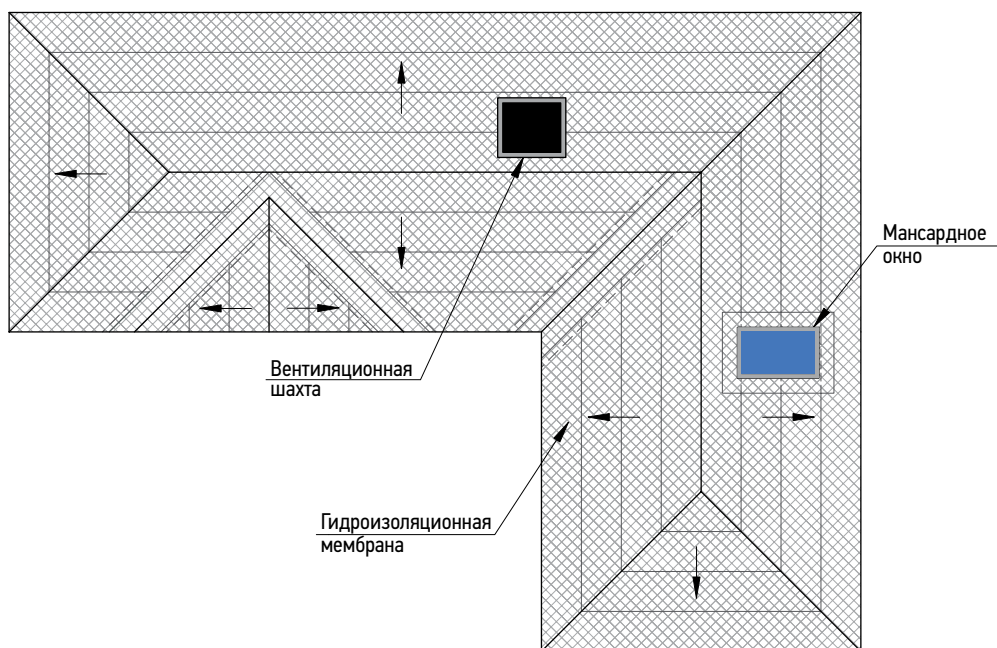 Мансардное
окно
Вентиляционная
шахта
Гидроизоляционная
мембрана